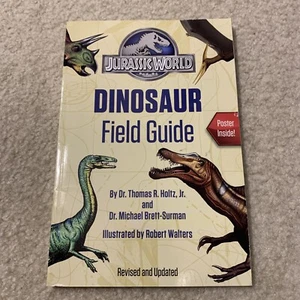 JURASSIC WORLD
DINOSAUR
Field Guide
Poster
Inside!
By Dr. Thomas R. Holtz, Jr.
and
Dr. Michael Brett-Surman
Illustrated by Robert Walters
Revised and Updated